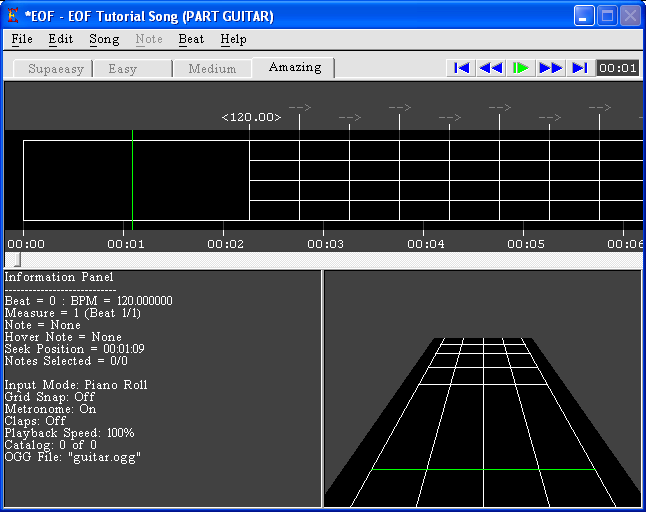 *EOF - EOF Tutorial Song (PART GUITAR)
File Edit Song Note Beat Help
Supaeasy Easy Medium Amazing 00:01
--> --> --> -->
<120.00> --> --> --> -->
00:00 00:01 00:02 00:03 00:04 00:05 00:06
Information Panel
----------------------------
Beat = 0 : BPM = 120.000000
Measure = 1 (Beat 1/1)
Note = None
Hover Note = None
Seek Position = 00:01:09
Notes Selected = 0/0
Input Mode: Piano Roll
Grid Snap: Off
Metronome: On
Claps: Off
Playback Speed: 100%
Catalog: 0 of 0
OGG File: "guitar.ogg"